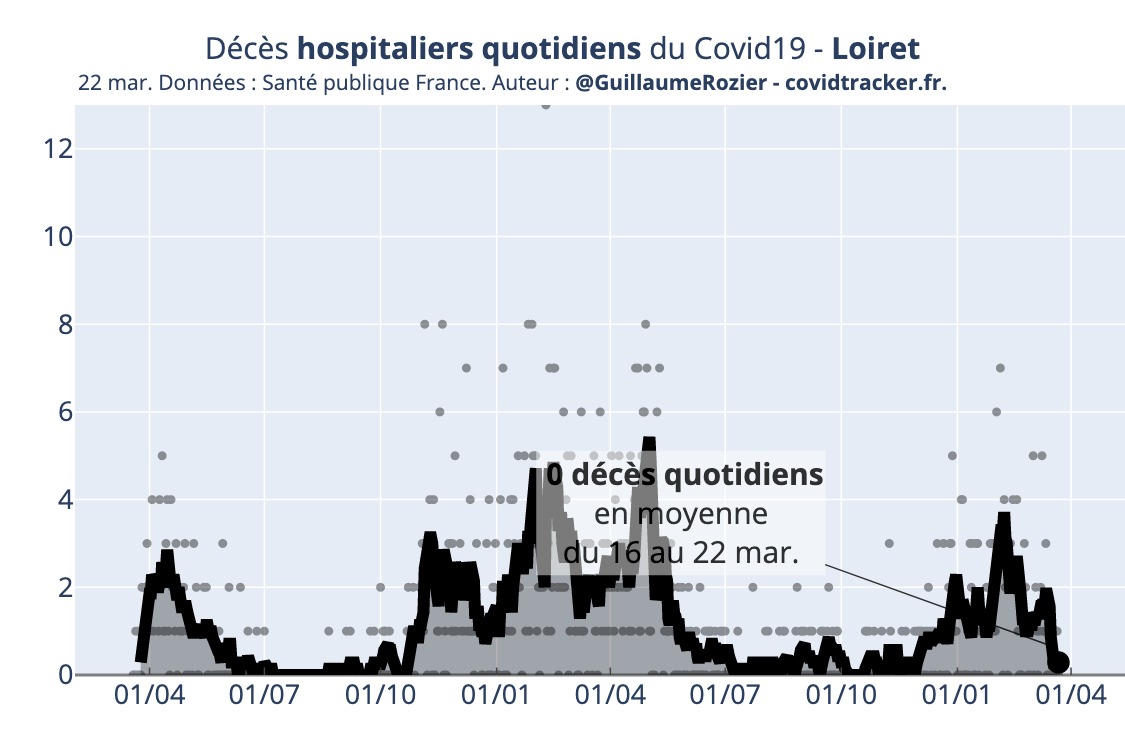 Décès hospitaliers quotidiens du Covid19 - Loiret
22 mar. Données : Santé publique France. Auteur : @GuillaumeRozier - covidtracker.fr.
12
10
8
6
4
2
0
0 décès quotidiens
en moyenne
du 16 au 22 mar.
01/04 01/07 01/10 01/01 01/04 01/07 01/10 01/01 01/04